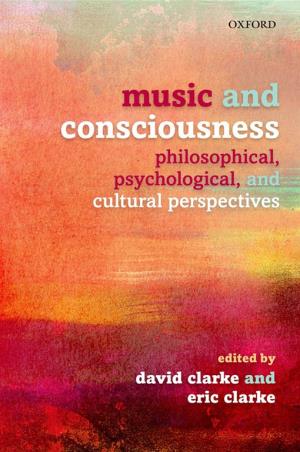 OXFORD
music and
consciousness
philosophical,
psychological, and
cultural perspectives
edited by
david clarke and
eric clarke